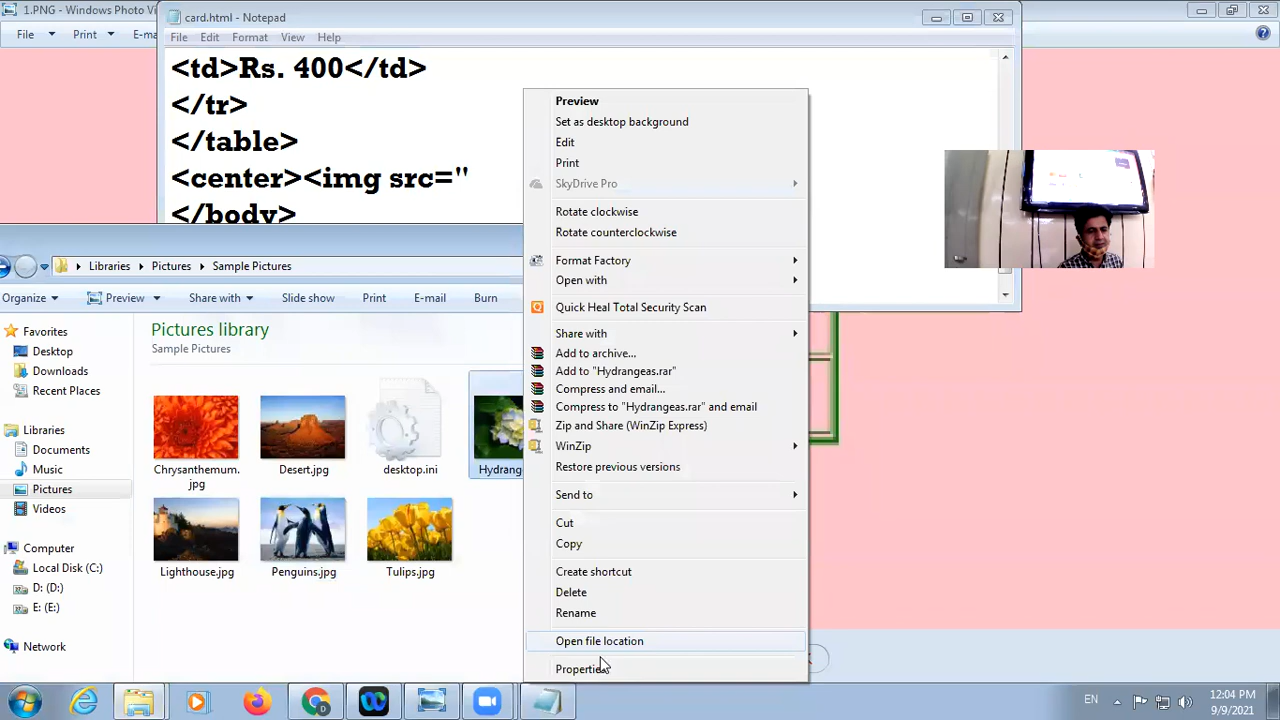 1.PNG - Windows Photo Vi
File Print E-ma
card.html - Notepad
File Edit Format View Help
<td>Rs. 400</td>
</tr>
</table>
<center><img src="
</body>
Preview
Set as desktop background
Edit
Print
SkyDrive Pro
Rotate clockwise
Rotate counterclockwise
Format Factory
Open with
Quick Heal Total Security Scan
Share with
Add to archive...
Add to "Hydrangeas.rar"
Compress and email...
Compress to "Hydrangeas.rar" and email
Zip and Share (WinZip Express)
WinZip
Restore previous versions
Send to
Cut
Copy
Create shortcut
Delete
Rename
Open file location
Properties
Libraries Pictures Sample Pictures
Organize Preview Share with Slide show Print E-mail Burn
Favorites
Desktop
Downloads
Recent Places
Libraries
Documents
Music
Pictures
Videos
Computer
Local Disk (C:)
D: (D:)
E: (E:)
Network
Pictures library
Sample Pictures
Chrysanthemum.
jpg
Desert.jpg
desktop.ini
Hydrang
Lighthouse.jpg
Penguins.jpg
Tulips.jpg
EN
12:04 PM
9/9/2021